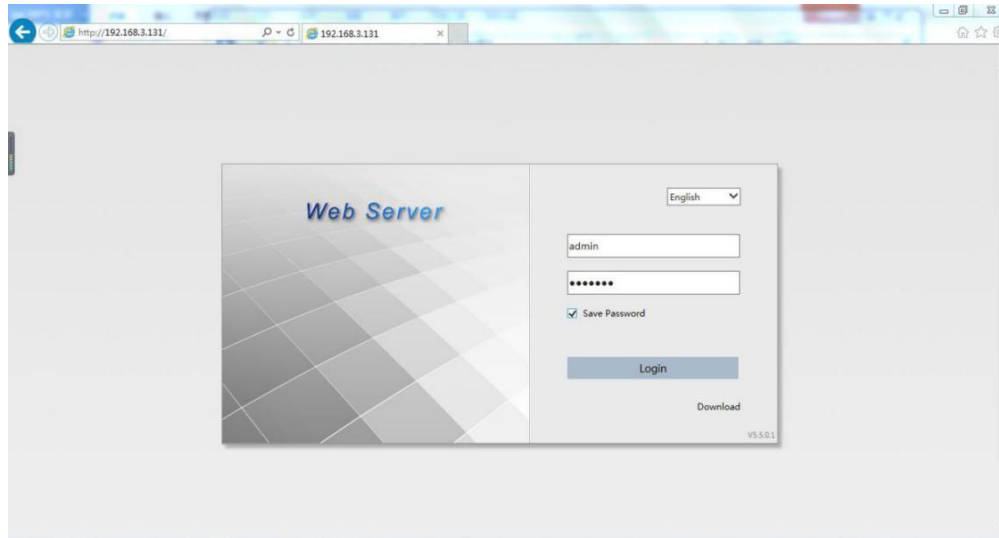 http://192.168.3.131/
192.168.3.131
Web Server
English
admin
Save Password
Login
Download
V5.5.0.1